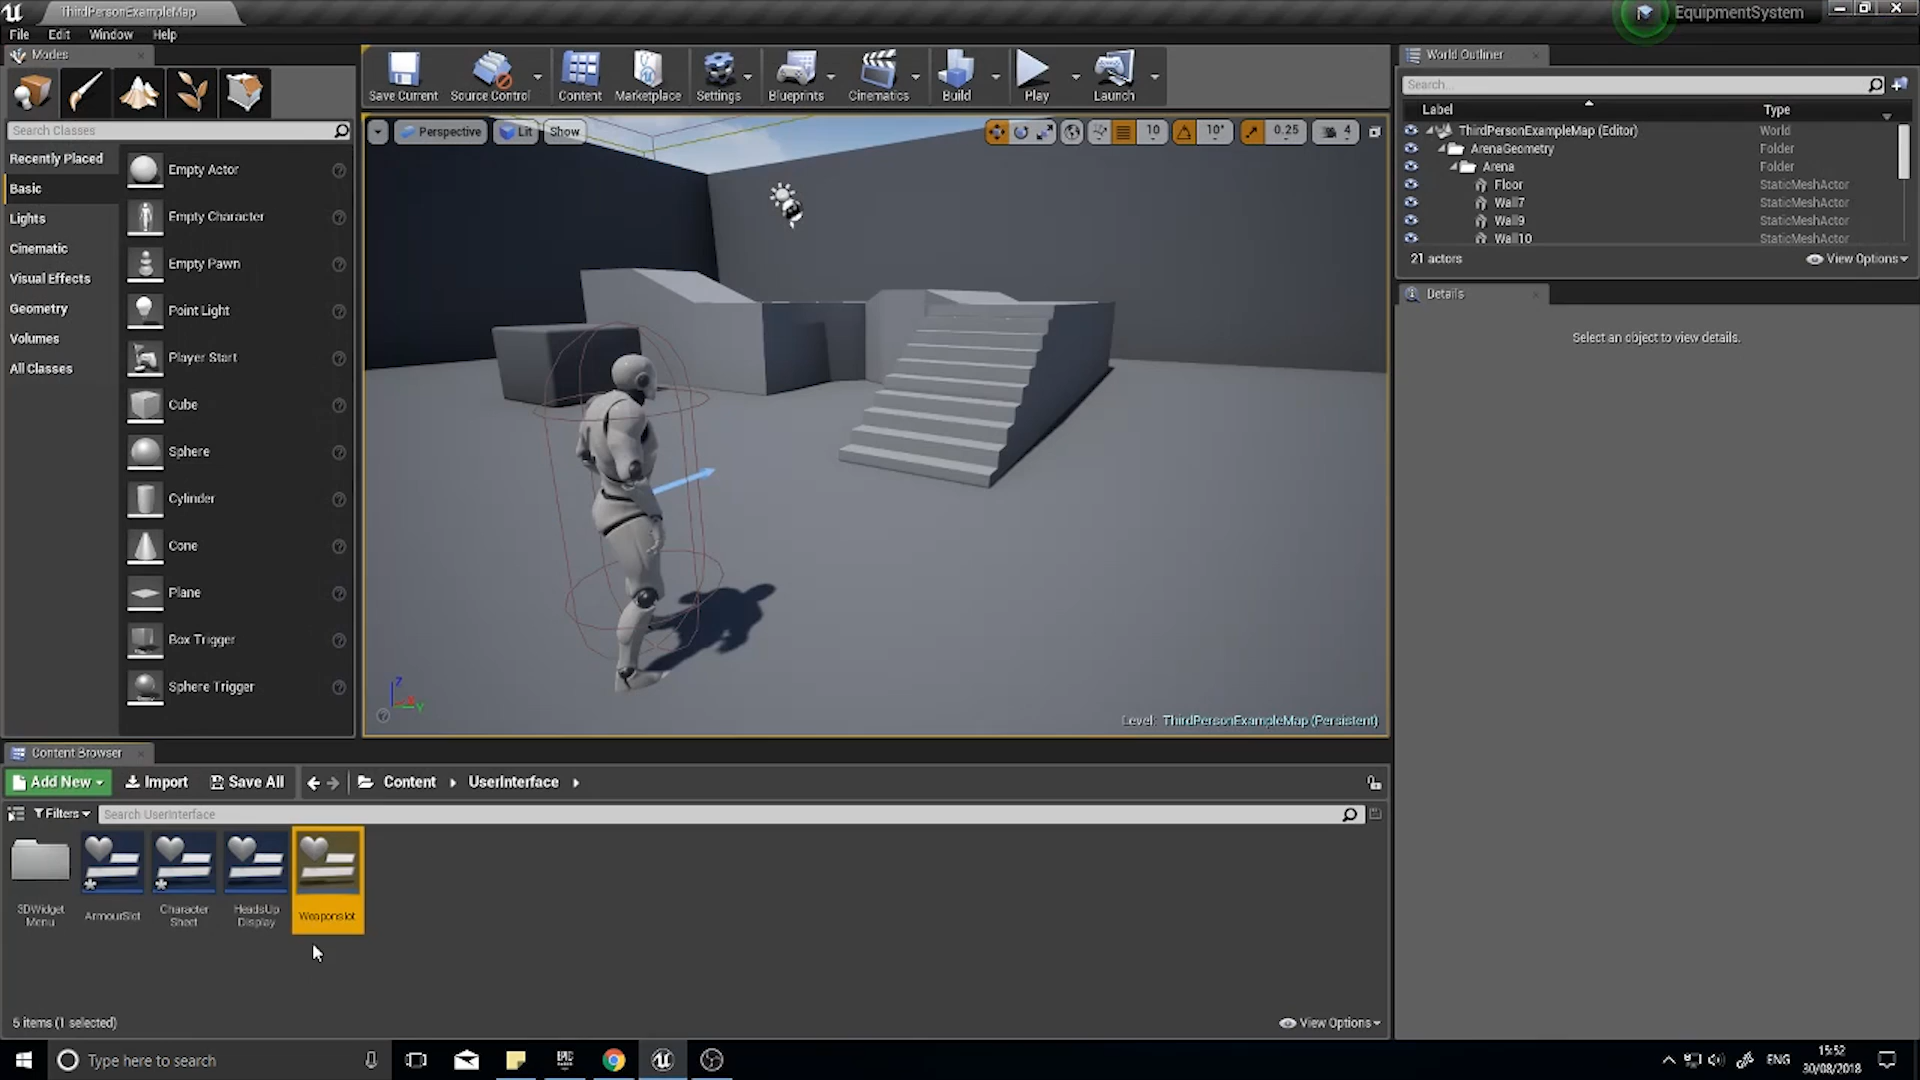 ThirdPersonExampleMap
EquipmentSystem
File Edit Window Help
Modes
Search Classes
Recently Placed
Basic
Lights
Cinematic
Visual Effects
Geometry
Volumes
All Classes
Empty Actor
Empty Character
Empty Pawn
Point Light
Player Start
Cube
Sphere
Cylinder
Cone
Plane
Box Trigger
Sphere Trigger
Save Current Source Control Content Marketplace Settings Blueprints Cinematics Build Play Launch
Perspective Lit Show
10 10° 0.25 4
Level: ThirdPersonExampleMap (Persistent)
World Outliner
Search...
Label Type
ThirdPersonExampleMap (Editor) World
ArenaGeometry Folder
Arena Folder
Floor StaticMeshActor
Wall7 StaticMeshActor
Wall9 StaticMeshActor
Wall10 StaticMeshActor
21 actors View Options
Details
Select an object to view details.
Content Browser
Add New Import Save All Content UserInterface
Filters Search UserInterface
3DWidget
Menu
ArmourSlot
Character
Sheet
HeadsUp
Display
Weaponslot
5 items (1 selected) View Options
Type here to search
EPIC
ENG
15:52
30/08/2018